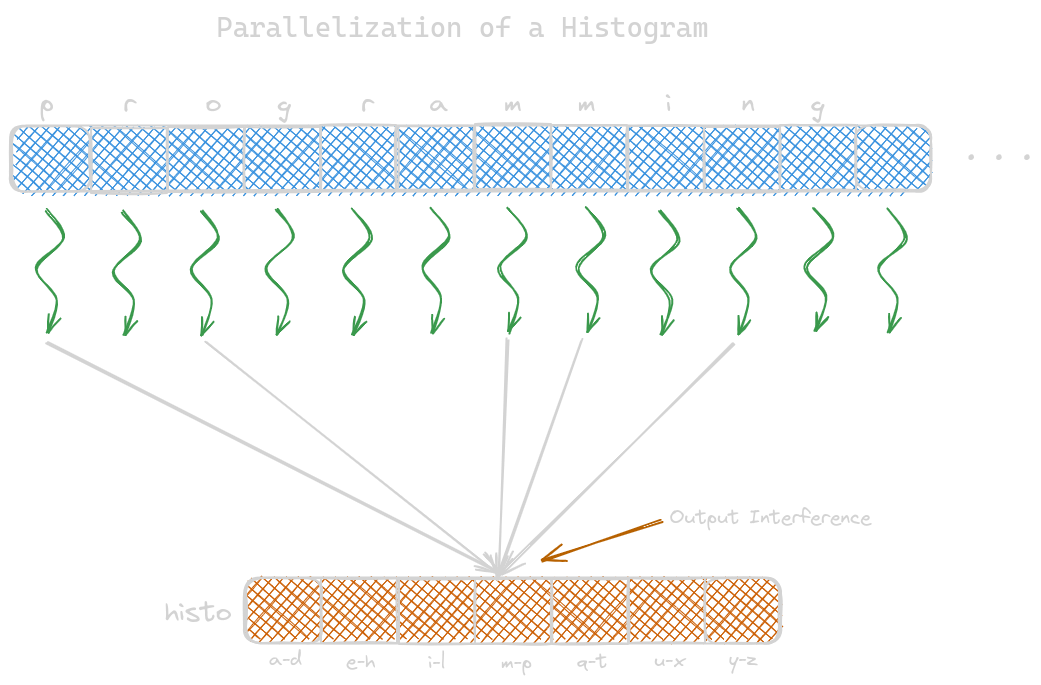 Parallelization of a Histogram
p r o g r a m m i n g
. . .
Output Interference
histo
a-d e-h i-l m-p q-t u-x y-z